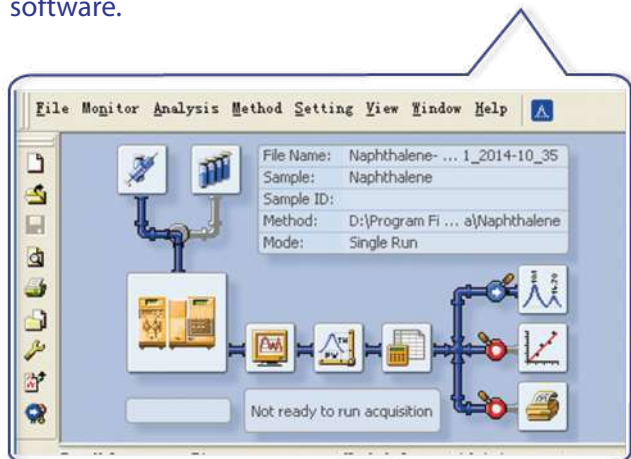 software.
File Monitor Analysis Method Setting View Window Help
File Name: Naphthalene- ... 1_2014-10_35
Sample: Naphthalene
Sample ID:
Method: D:\Program Fi ... a\Naphthalene
Mode: Single Run
Not ready to run acquisition